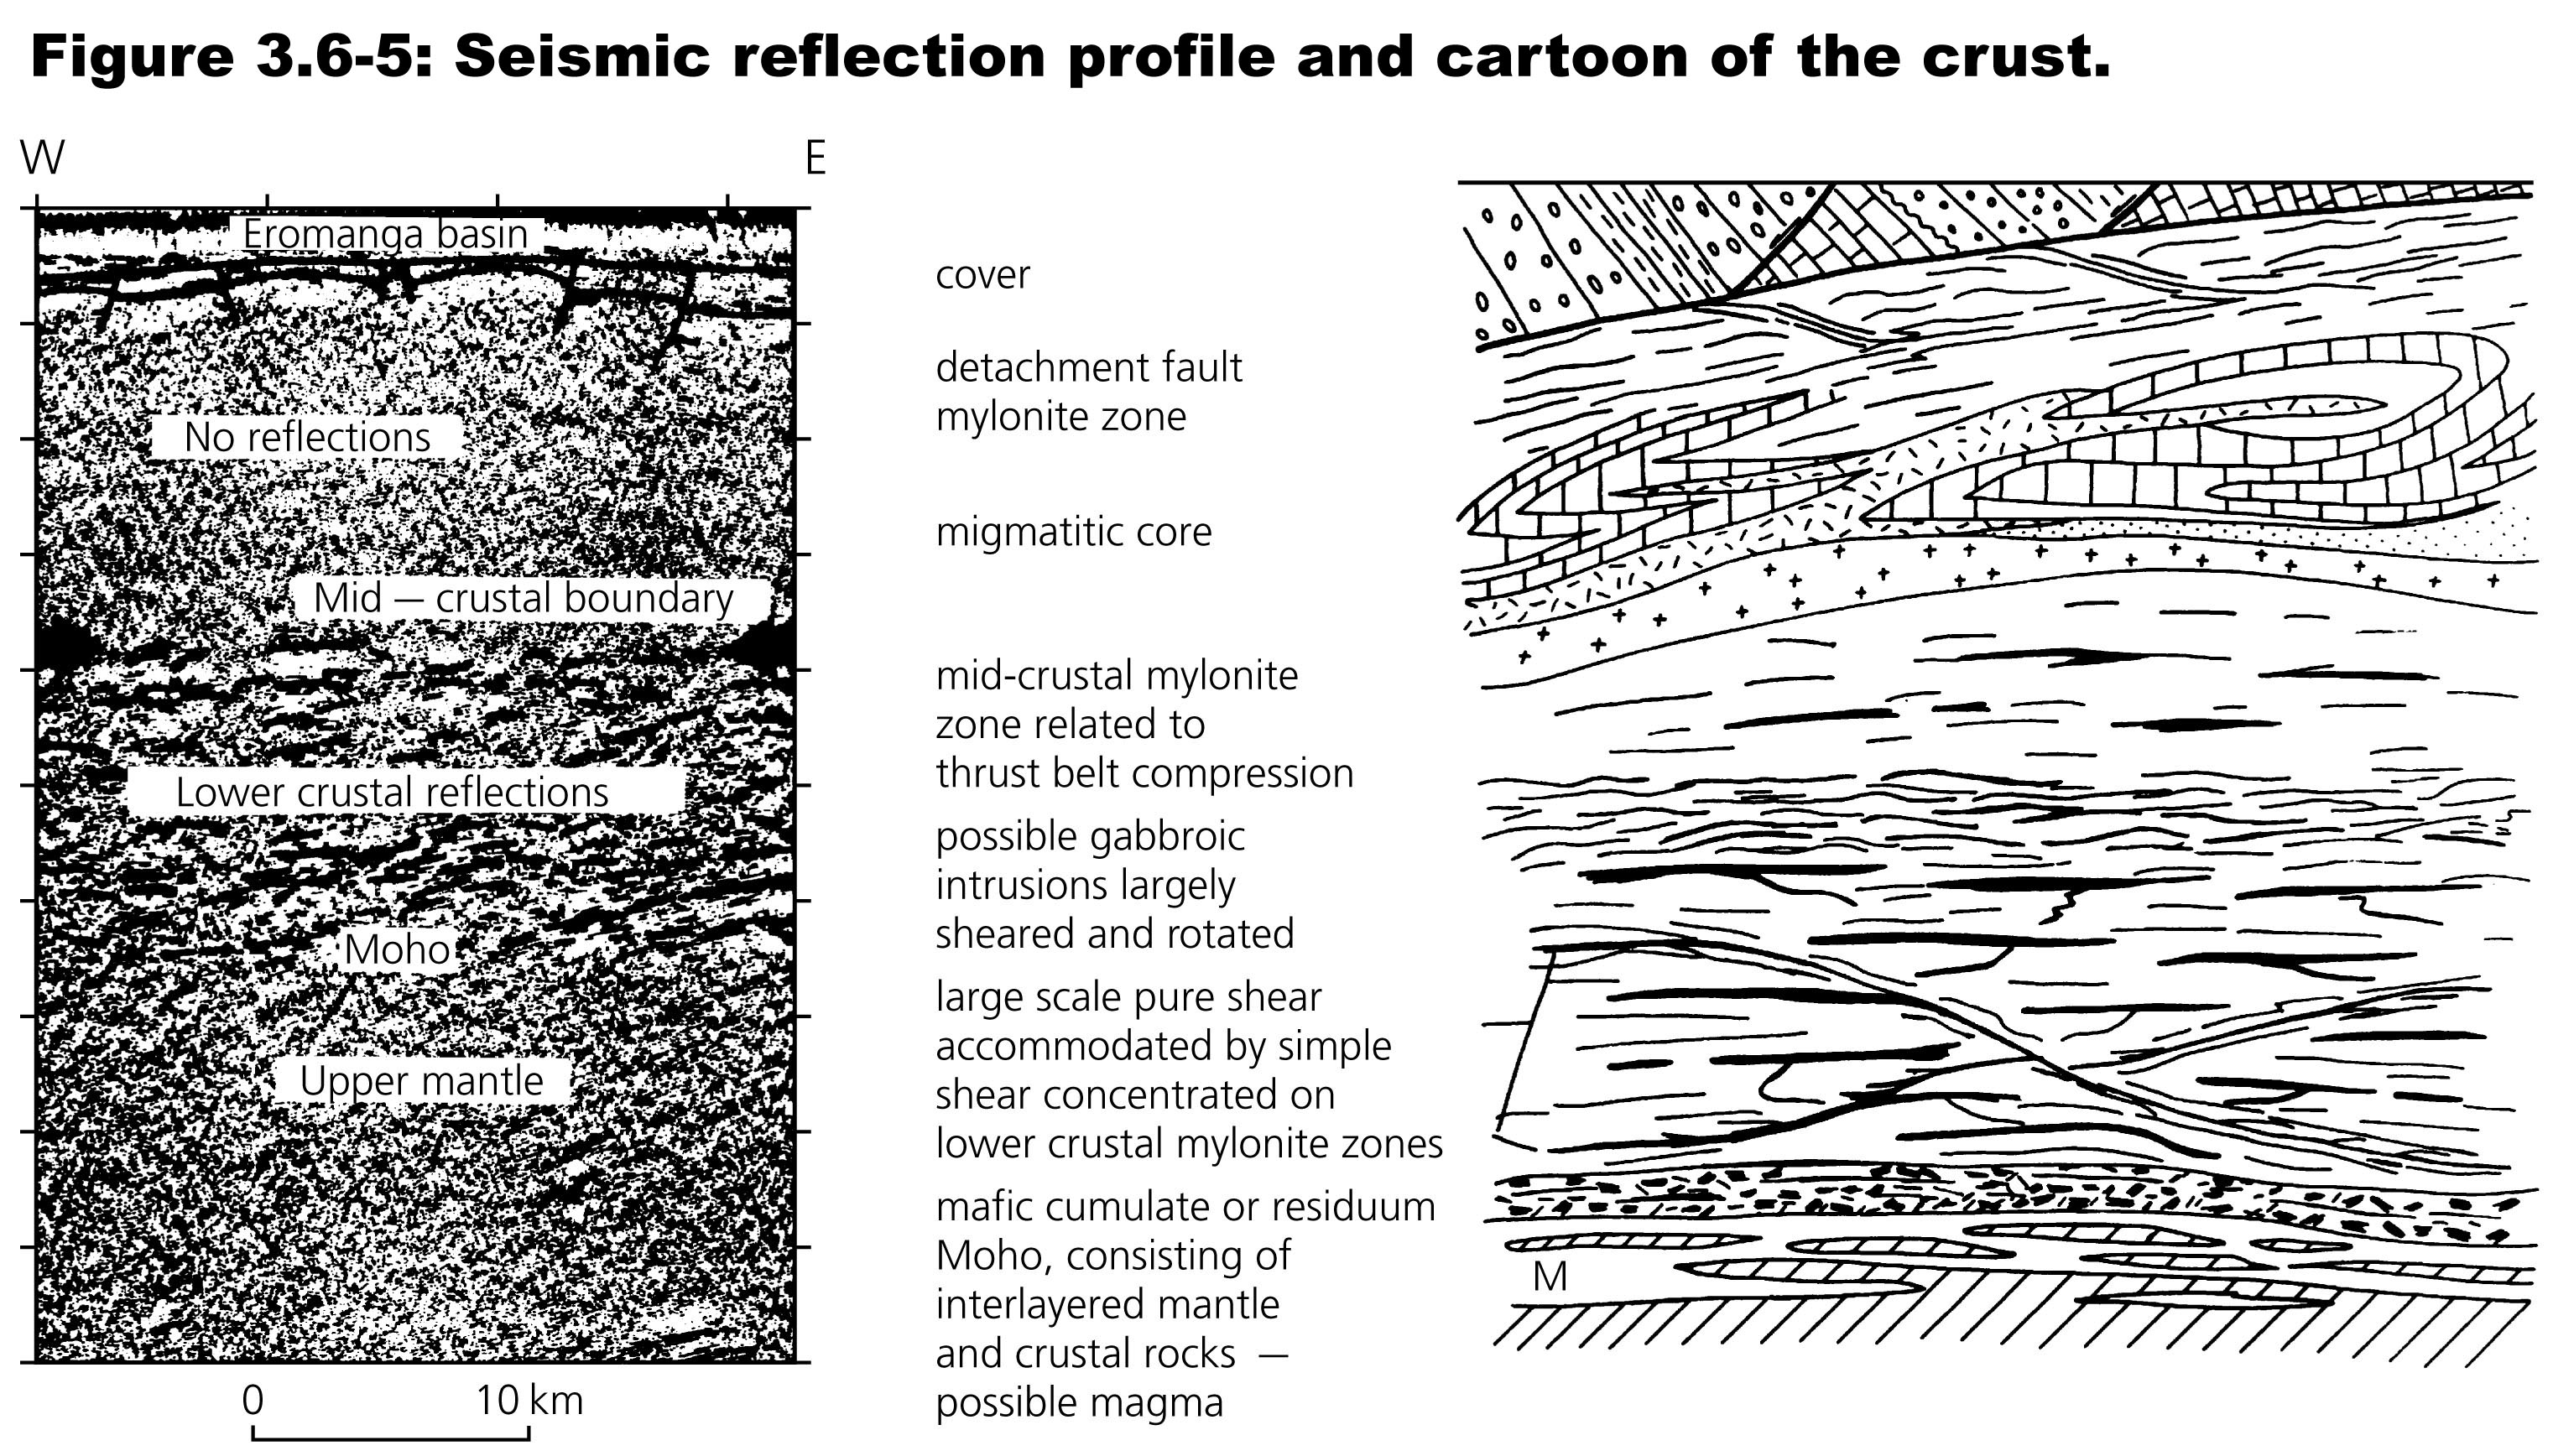 Figure 3.6-5: Seismic reflection profile and cartoon of the crust.
W
E
Eromanga basin
No reflections
Mid — crustal boundary
Lower crustal reflections
Moho
Upper mantle
0
10 km
cover
detachment fault
mylonite zone
migmatitic core
mid-crustal mylonite
zone related to
thrust belt compression
possible gabbroic
intrusions largely
sheared and rotated
large scale pure shear
accommodated by simple
shear concentrated on
lower crustal mylonite zones
mafic cumulate or residuum
Moho, consisting of
interlayered mantle
and crustal rocks —
possible magma
M